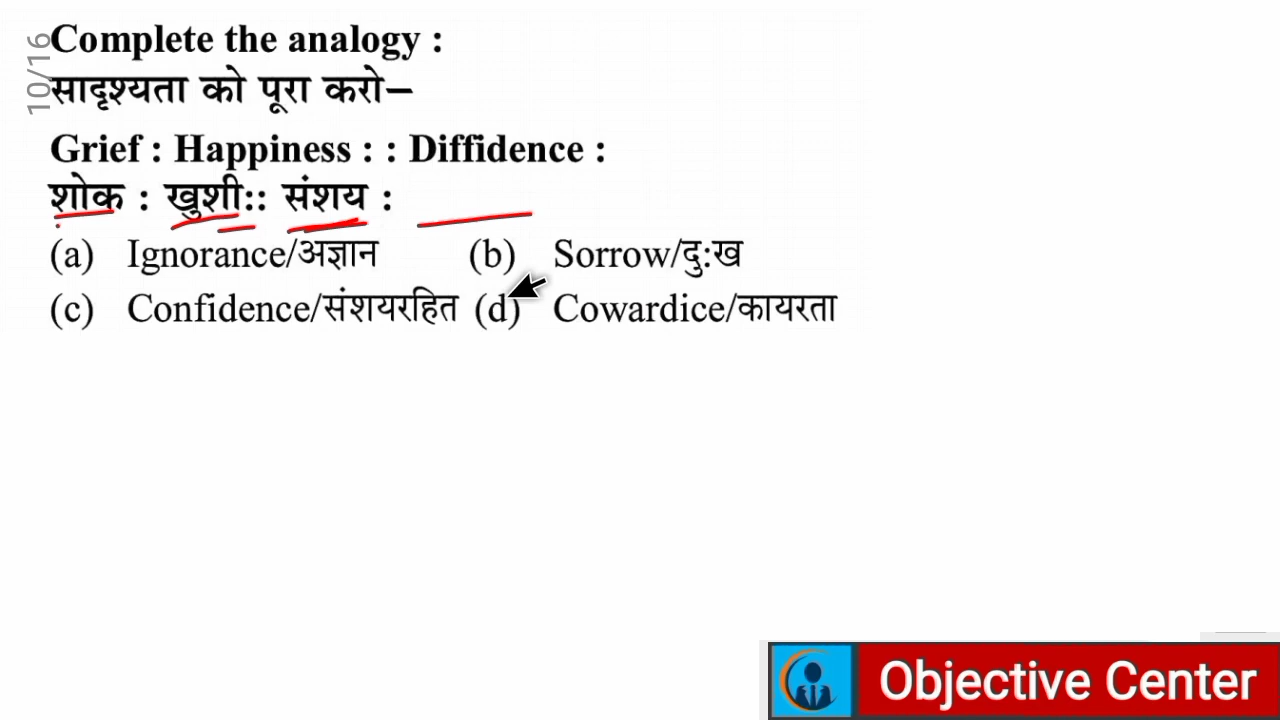 10/16
Complete the analogy :
सादृश्यता को पूरा करो–
Grief : Happiness : : Diffidence :
शोक : खुशी:: संशय :
(a) Ignorance/अज्ञान (b) Sorrow/दु:ख
(c) Confidence/संशयरहित (d) Cowardice/कायरता
Objective Center